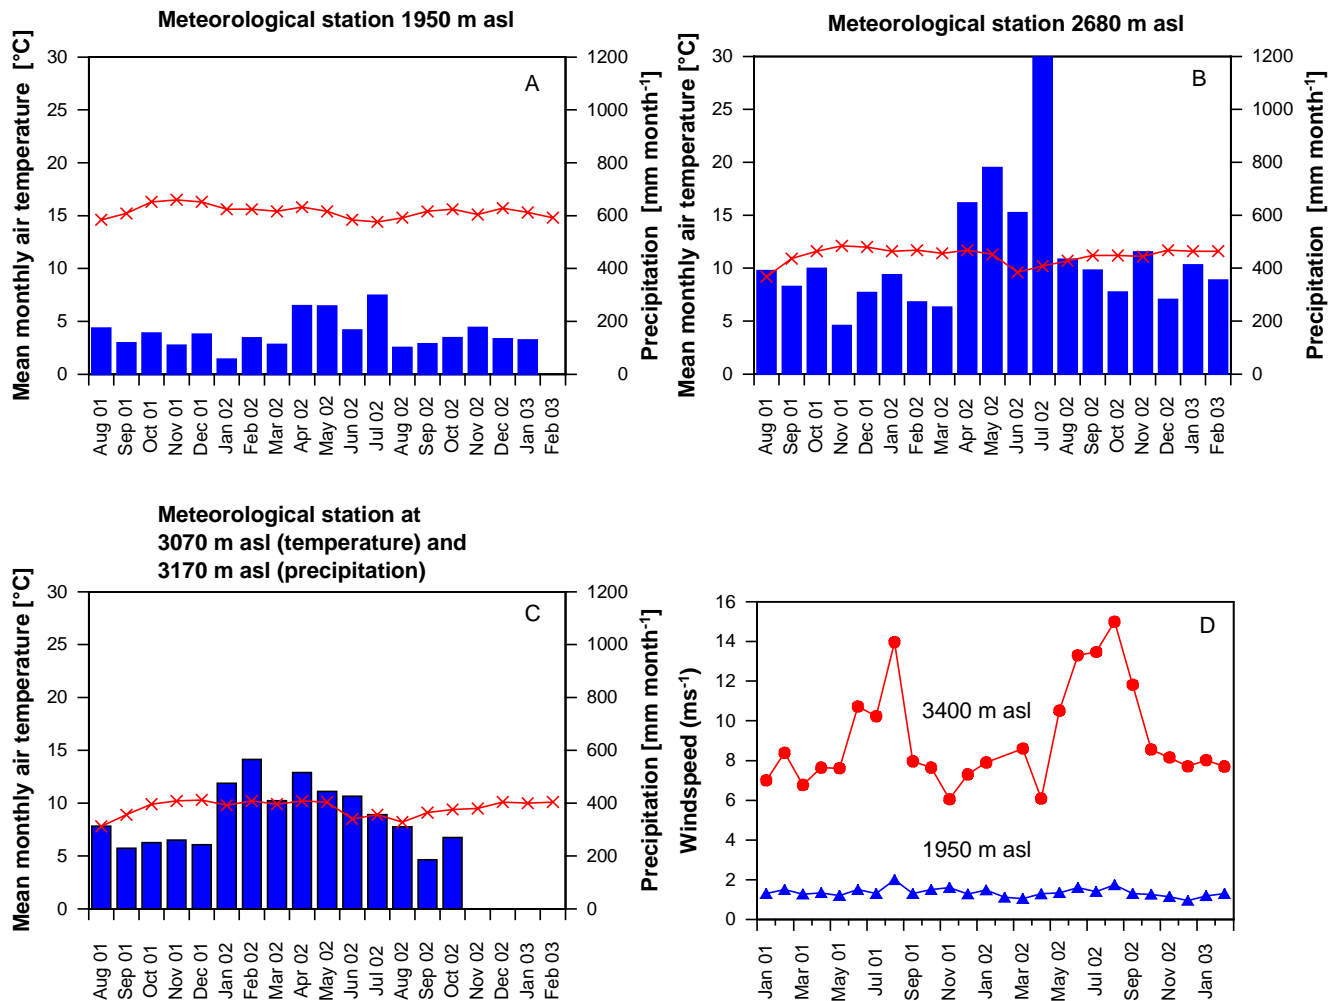 Meteorological station 1950 m asl
Mean monthly air temperature [°C]
30
25
20
15
10
5
0
A
1200
1000
800
600
400
200
0
Precipitation [mm month-1]
Aug 01
Sep 01
Oct 01
Nov 01
Dec 01
Jan 02
Feb 02
Mar 02
Apr 02
May 02
Jun 02
Jul 02
Aug 02
Sep 02
Oct 02
Nov 02
Dec 02
Jan 03
Feb 03
Meteorological station 2680 m asl
Mean monthly air temperature [°C]
30
25
20
15
10
5
0
B
1200
1000
800
600
400
200
0
Precipitation [mm month-1]
Aug 01
Sep 01
Oct 01
Nov 01
Dec 01
Jan 02
Feb 02
Mar 02
Apr 02
May 02
Jun 02
Jul 02
Aug 02
Sep 02
Oct 02
Nov 02
Dec 02
Jan 03
Feb 03
Meteorological station at
3070 m asl (temperature) and
3170 m asl (precipitation)
Mean monthly air temperature [°C]
30
25
20
15
10
5
0
C
1200
1000
800
600
400
200
0
Precipitation [mm month-1]
Aug 01
Sep 01
Oct 01
Nov 01
Dec 01
Jan 02
Feb 02
Mar 02
Apr 02
May 02
Jun 02
Jul 02
Aug 02
Sep 02
Oct 02
Nov 02
Dec 02
Jan 03
Feb 03
Windspeed (ms-1)
16
14
12
10
8
6
4
2
0
D
3400 m asl
1950 m asl
Jan 01
Mar 01
May 01
Jul 01
Sep 01
Nov 01
Jan 02
Mar 02
May 02
Jul 02
Sep 02
Nov 02
Jan 03